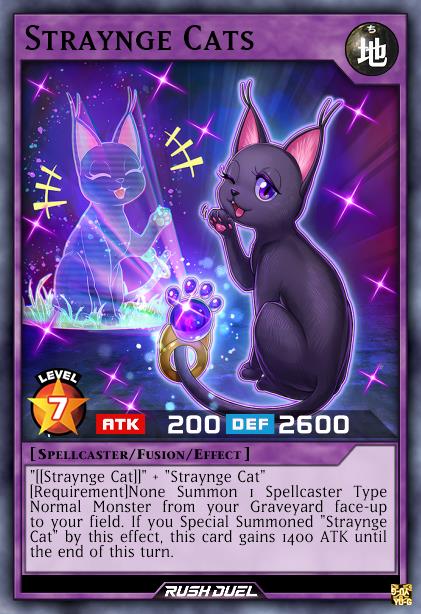 Straynge Cats
ち
地
LEVEL
7
ATK 200 DEF 2600
[Spellcaster/Fusion/Effect]
"[[Straynge Cat]]" + "Straynge Cat"
[Requirement]None Summon 1 Spellcaster Type
Normal Monster from your Graveyard face-up
to your field. If you Special Summoned "Straynge
Cat" by this effect, this card gains 1400 ATK until
the end of this turn.
RUSH DUEL